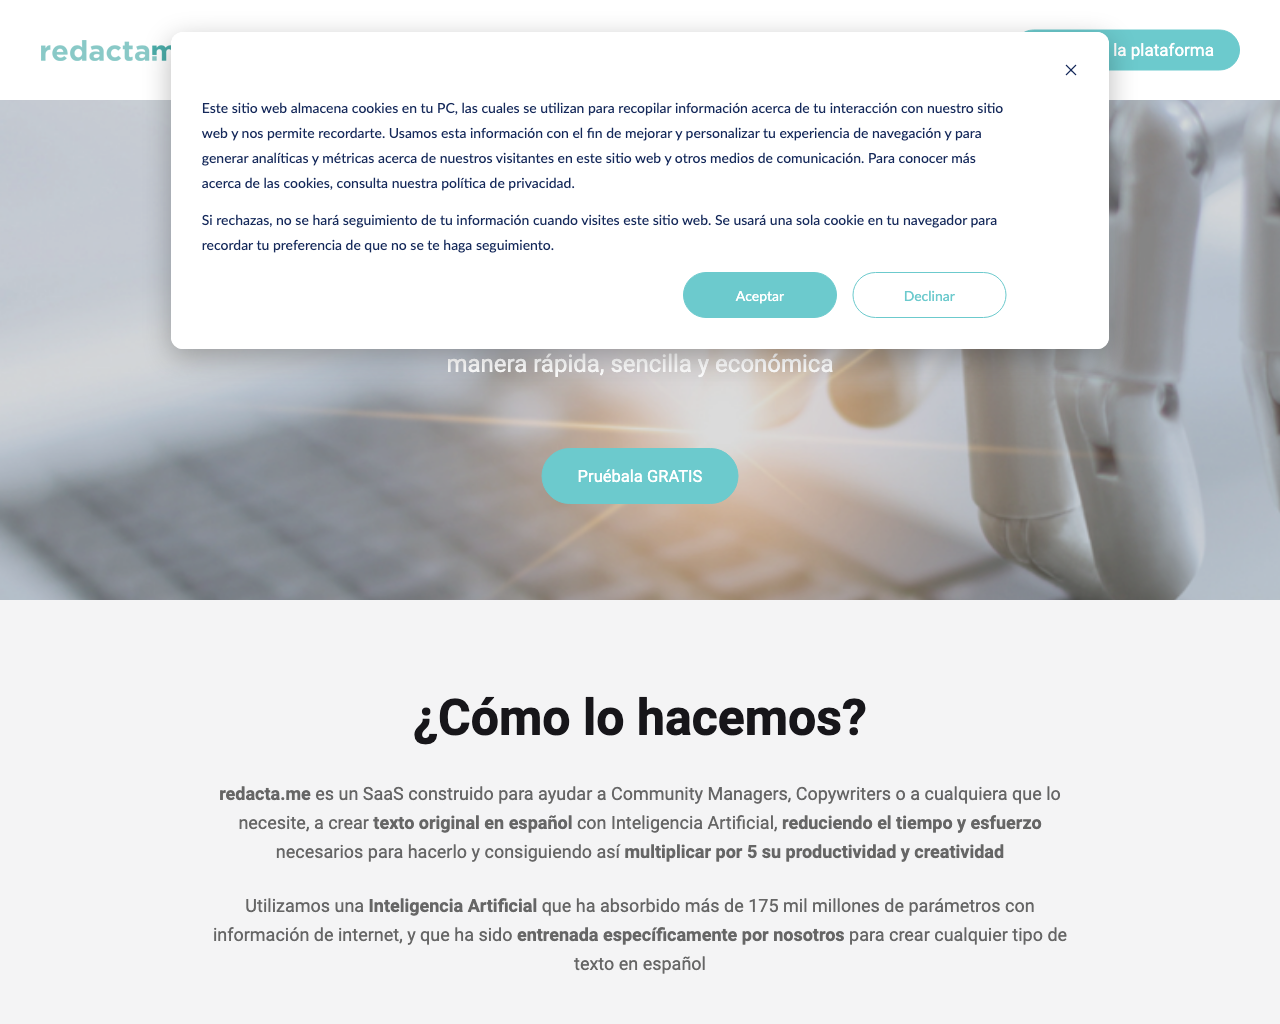 redacta.
la plataforma
Este sitio web almacena cookies en tu PC, las cuales se utilizan para recopilar información acerca de tu interacción con nuestro sitio
web y nos permite recordarte. Usamos esta información con el fin de mejorar y personalizar tu experiencia de navegación y para
generar analíticas y métricas acerca de nuestros visitantes en este sitio web y otros medios de comunicación. Para conocer más
acerca de las cookies, consulta nuestra política de privacidad.
Si rechazas, no se hará seguimiento de tu información cuando visites este sitio web. Se usará una sola cookie en tu navegador para
recordar tu preferencia de que no se te haga seguimiento.
Aceptar
Declinar
manera rápida, sencilla y económica
Pruébala GRATIS
¿Cómo lo hacemos?
redacta.me es un SaaS construido para ayudar a Community Managers, Copywriters o a cualquiera que lo
necesite, a crear texto original en español con Inteligencia Artificial, reduciendo el tiempo y esfuerzo
necesarios para hacerlo y consiguiendo así multiplicar por 5 su productividad y creatividad
Utilizamos una Inteligencia Artificial que ha absorbido más de 175 mil millones de parámetros con
información de internet, y que ha sido entrenada específicamente por nosotros para crear cualquier tipo de
texto en español